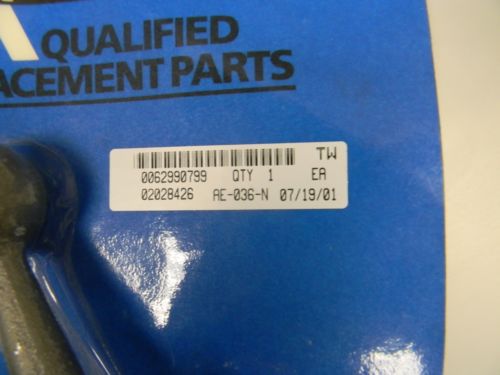 QUALIFIED
ACEMENT PARTS
TW
0062990799 QTY 1 EA
02028426 AE-036-N 07/19/01